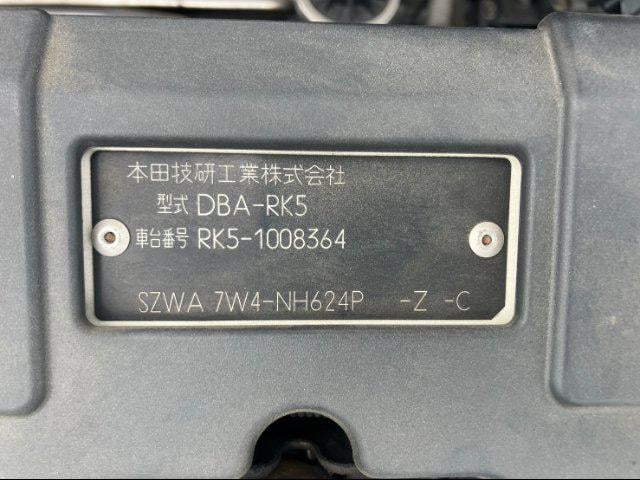 本田技研工業株式会社
型式 DBA-RK5
車台番号 RK5-1008364
SZWA 7W4-NH624P -Z -C